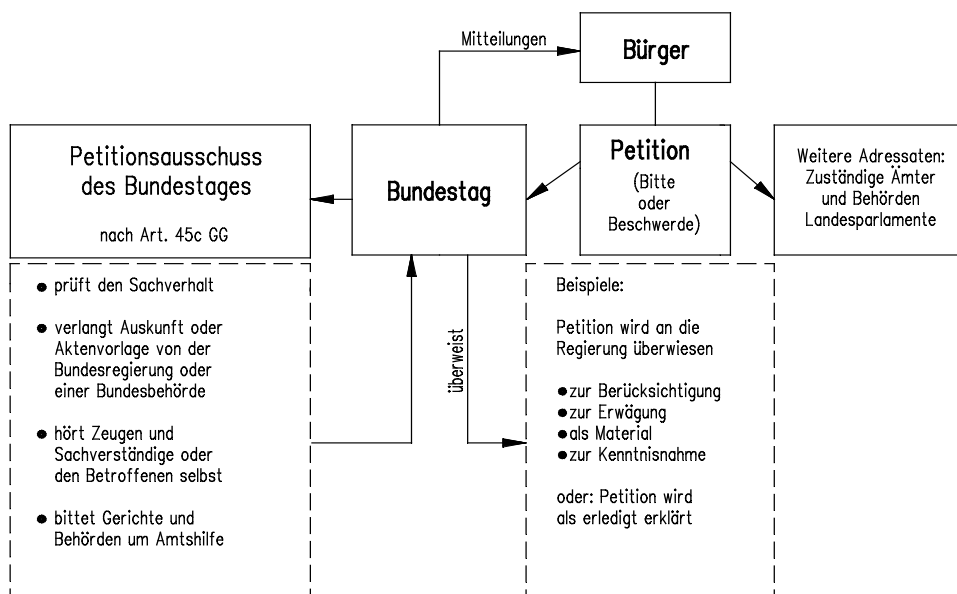 Mitteilungen
Bürger
Petitionsausschuss
des Bundestages
nach Art. 45c GG
Bundestag
Petition
(Bitte
oder
Beschwerde)
Weitere Adressaten:
Zuständige Ämter
und Behörden
Landesparlamente
● prüft den Sachverhalt
● verlangt Auskunft oder
Aktenvorlage von der
Bundesregierung oder
einer Bundesbehörde
● hört Zeugen und
Sachverständige oder
den Betroffenen selbst
● bittet Gerichte und
Behörden um Amtshilfe
überweist
Beispiele:
Petition wird an die
Regierung überwiesen
● zur Berücksichtigung
● zur Erwägung
● als Material
● zur Kenntnisnahme
oder: Petition wird
als erledigt erklärt